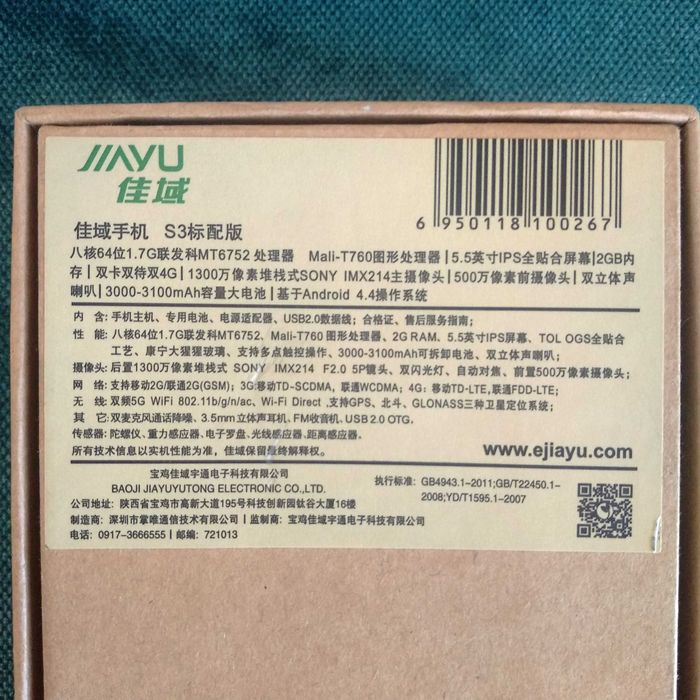 JIAYU
佳域
6 950118 100267
佳域手机 S3标配版
八核64位1.7G联发科MT6752 处理器 Mali-T760图形处理器 | 5.5英寸IPS全贴合屏幕|2GB内
存 | 双卡双待双4G | 1300万像素堆栈式SONY IMX214主摄像头 | 500万像素前摄像头 | 双立体声
喇叭 | 3000-3100mAh容量大电池 | 基于Android 4.4操作系统
内 含: 手机主机、专用电池、电源适配器、USB2.0数据线; 合格证、售后服务指南;
性 能: 八核64位1.7G联发科MT6752、Mali-T760 图形处理器、2G RAM、5.5英寸IPS屏幕、TOL OGS全贴合
工艺、康宁大猩猩玻璃、支持多点触控操作、3000-3100mAh可拆卸电池、双立体声喇叭;
摄像头: 后置1300万像素堆栈式 SONY IMX214 F2.0 5P镜头、双闪光灯、自动对焦、前置500万像素摄像头;
网 络: 支持移动2G/联通2G(GSM); 3G:移动TD-SCDMA, 联通WCDMA; 4G: 移动TD-LTE,联通FDD-LTE;
无 线: 双频5G WiFi 802.11b/g/n/ac, Wi-Fi Direct ,支持GPS、北斗、GLONASS三种卫星定位系统;
其 它: 双麦克风通话降噪、3.5mm立体声耳机、FM收音机、USB 2.0 OTG.
传感器: 陀螺仪、重力感应器、电子罗盘、光线感应器、距离感应器.
所有技术信息以实机性能为准, 佳域保留最终解释权. www.ejiayu.com
宝鸡佳域宇通电子科技有限公司
BAOJI JIAYUYUTONG ELECTRONIC CO.,LTD.
执行标准: GB4943.1-2011;GB/T22450.1-
2008;YD/T1595.1-2007
公司地址: 陕西省宝鸡市高新大道195号科技创新园钛谷大厦16楼
制造商: 深圳市掌唯通信技术有限公司 | 监制商: 宝鸡佳域宇通电子科技有限公司
电话: 0917-3666555 | 邮编: 721013